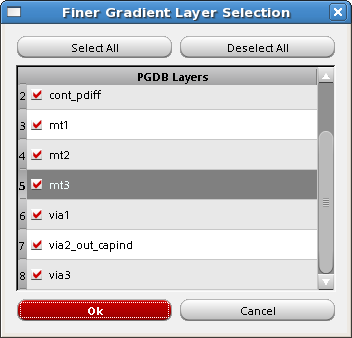 Finer Gradient Layer Selection
Select All Deselect All
PGDB Layers
2 cont_pdiff
3 mt1
4 mt2
5 mt3
6 via1
7 via2_out_capind
8 via3
Ok Cancel